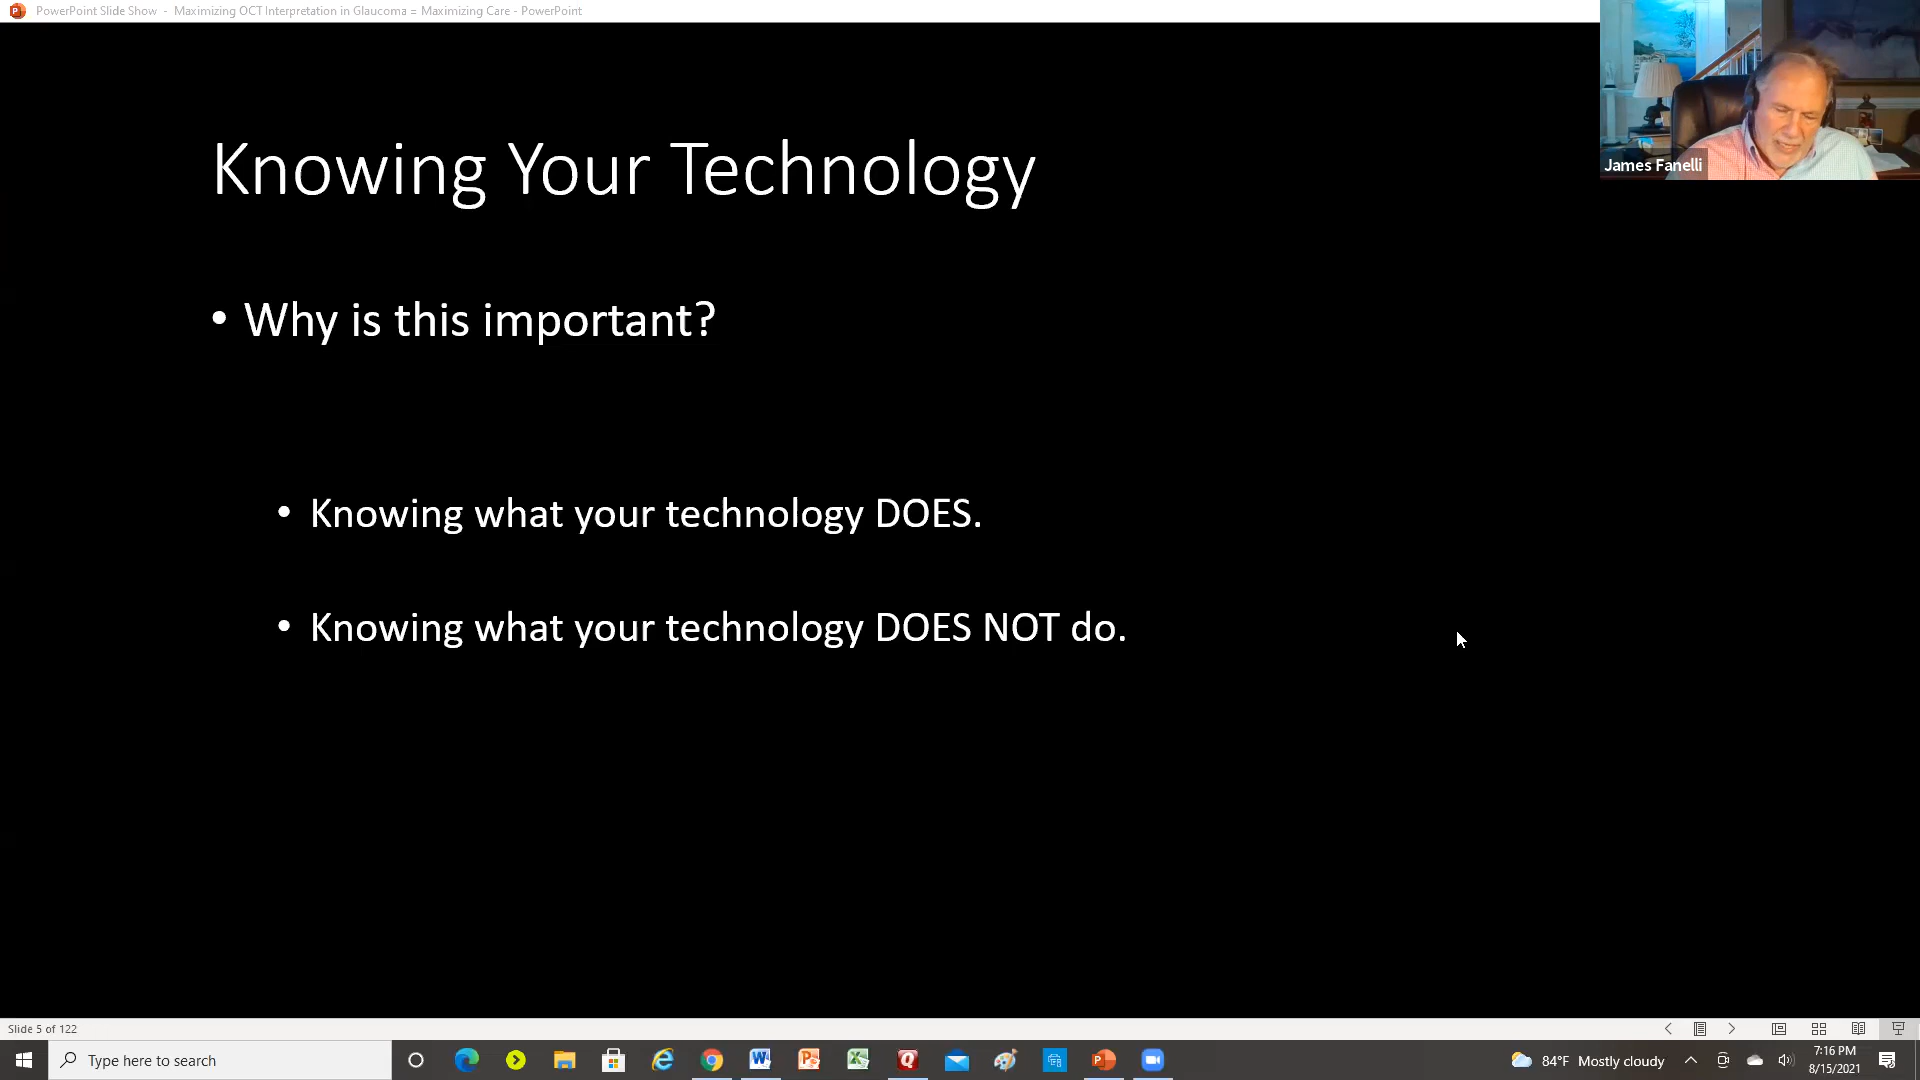 PowerPoint Slide Show - Maximizing OCT Interpretation in Glaucoma = Maximizing Care - PowerPoint
James Fanelli
Knowing Your Technology
• Why is this important?
• Knowing what your technology DOES.
• Knowing what your technology DOES NOT do.
Slide 5 of 122
Type here to search
84°F Mostly cloudy
7:16 PM
8/15/2021